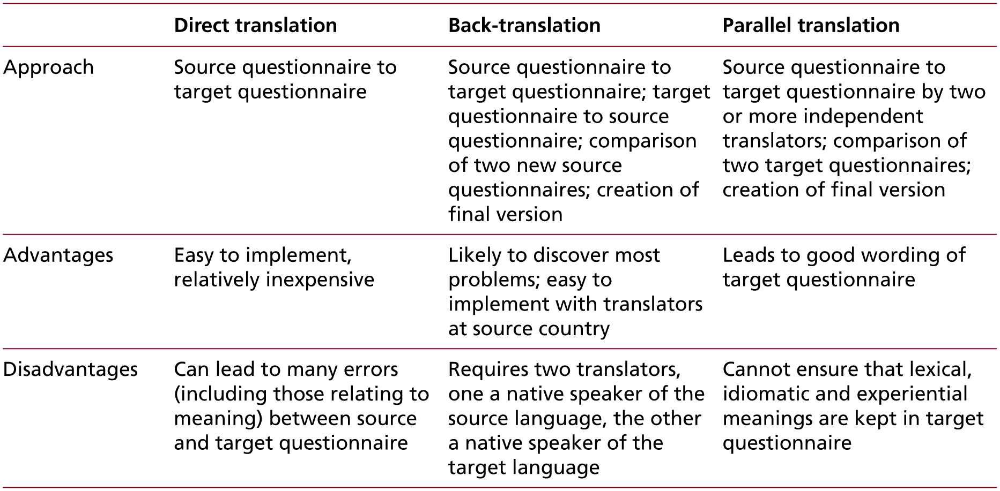 Direct translation Back-translation Parallel translation
Approach
Source questionnaire to
target questionnaire
Source questionnaire to
target questionnaire; target
questionnaire to source
questionnaire; comparison
of two new source
questionnaires; creation of
final version
Source questionnaire to
target questionnaire by two
or more independent
translators; comparison of
two target questionnaires;
creation of final version
Advantages
Easy to implement,
relatively inexpensive
Likely to discover most
problems; easy to
implement with translators
at source country
Leads to good wording of
target questionnaire
Disadvantages
Can lead to many errors
(including those relating to
meaning) between source
and target questionnaire
Requires two translators,
one a native speaker of the
source language, the other
a native speaker of the
target language
Cannot ensure that lexical,
idiomatic and experiential
meanings are kept in target
questionnaire